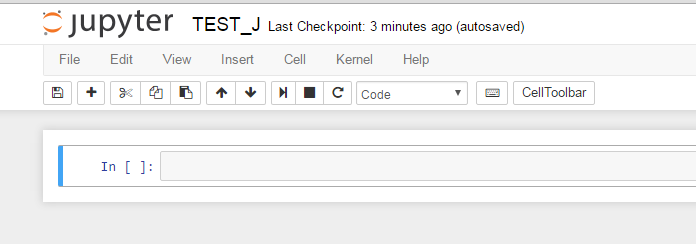 jupyter TEST_J Last Checkpoint: 3 minutes ago (autosaved)
File Edit View Insert Cell Kernel Help
Code CellToolbar
In [ ]: